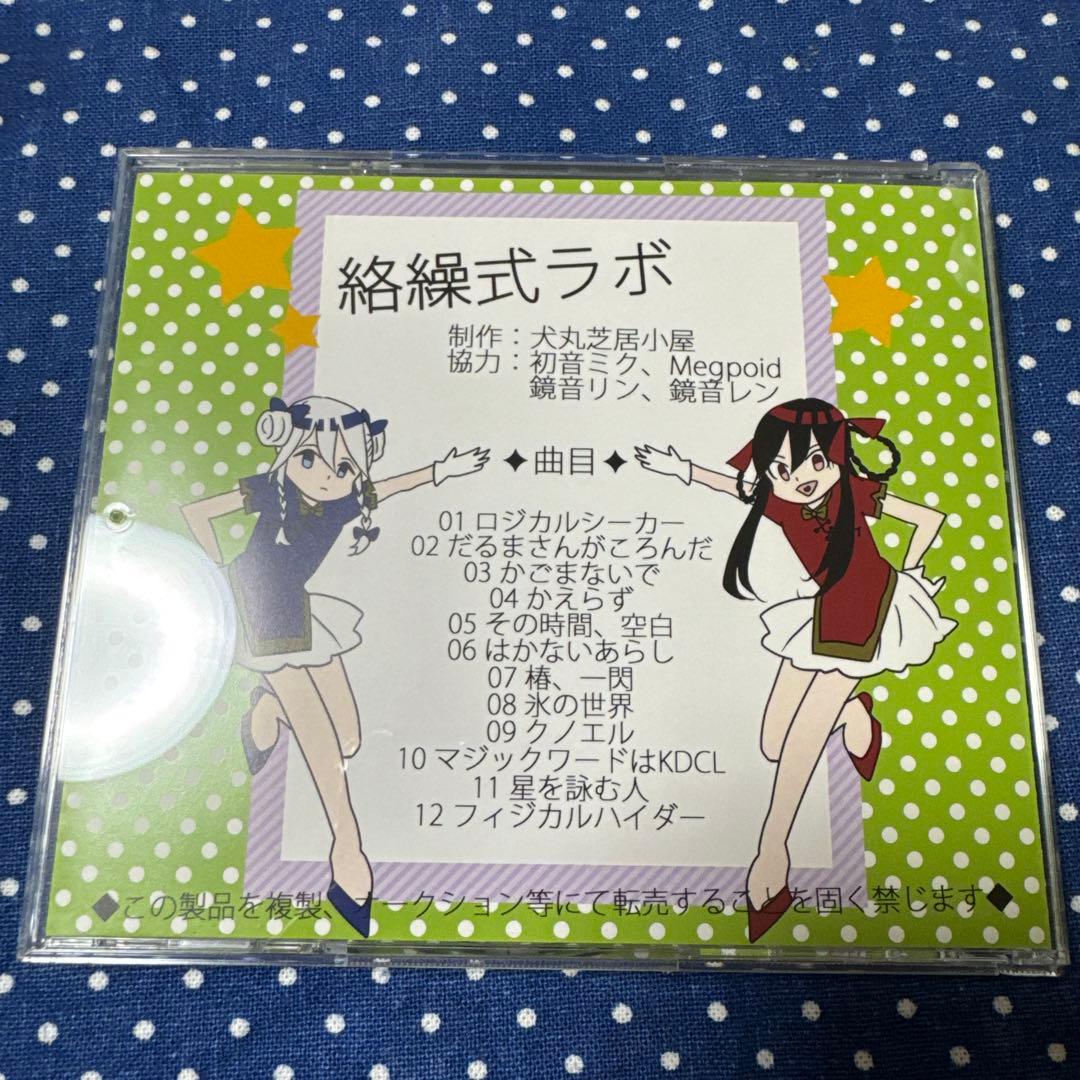 絡繰式ラボ
制作：犬丸芝居小屋
協力：初音ミク、Megpoid
鏡音リン、鏡音レン
✦曲目✦
01 ロジカルシーカー
02 だるまさんがころんだ
03 かごまないで
04 かえらず
05 その時間、空白
06 はかないあらし
07 椿、一閃
08 氷の世界
09 クノエル
10 マジックワードはKDCL
11 星を詠む人
12 フィジカルハイダー
◆この製品を複製、オークション等にて転売することを固く禁じます◆